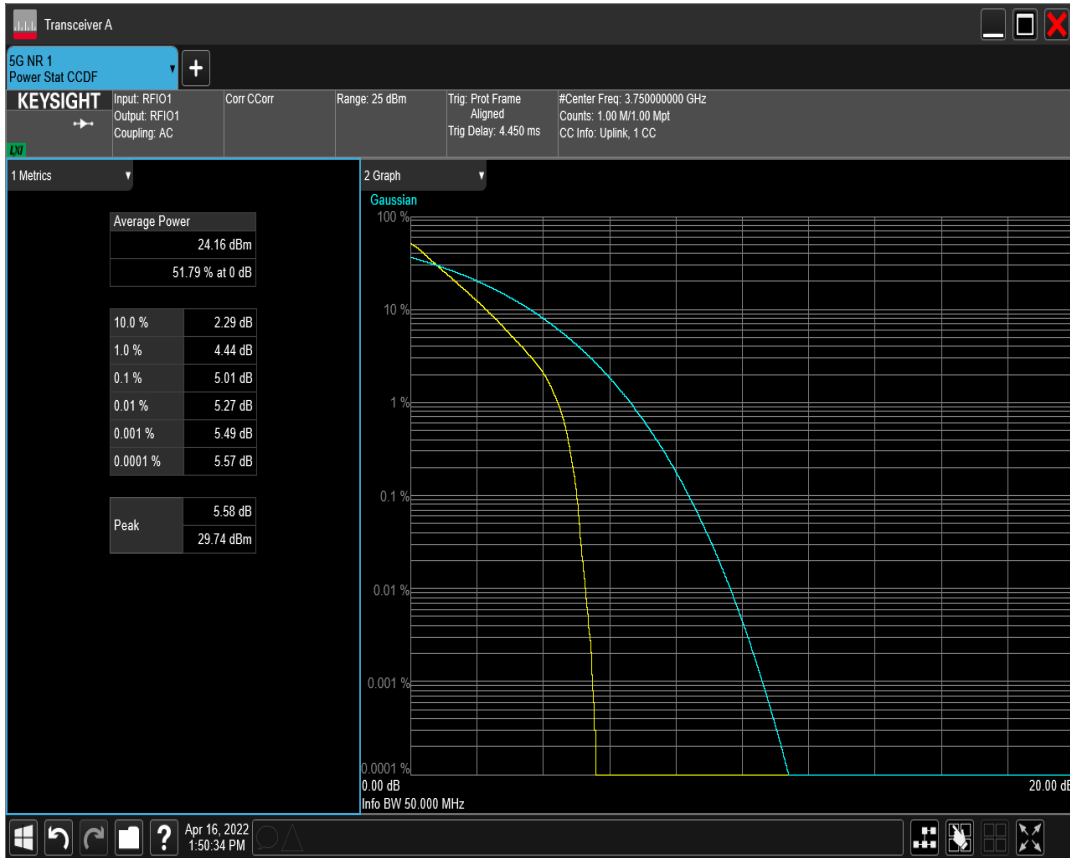 Transceiver A
5G NR 1
Power Stat CCDF
KEYSIGHT
LXI
Input: RFIO1
Output: RFIO1
Coupling: AC
Corr CCorr
Range: 25 dBm
Trig: Prot Frame
Aligned
Trig Delay: 4.450 ms
#Center Freq: 3.750000000 GHz
Counts: 1.00 M/1.00 Mpt
CC Info: Uplink, 1 CC
1 Metrics
Average Power
24.16 dBm
51.79 % at 0 dB
10.0 % 2.29 dB
1.0 % 4.44 dB
0.1 % 5.01 dB
0.01 % 5.27 dB
0.001 % 5.49 dB
0.0001 % 5.57 dB
Peak 5.58 dB
29.74 dBm
2 Graph
Gaussian
100 %
10 %
1 %
0.1 %
0.01 %
0.001 %
0.0001 %
0.00 dB 20.00 dB
Info BW 50.000 MHz
Apr 16, 2022
1:50:34 PM